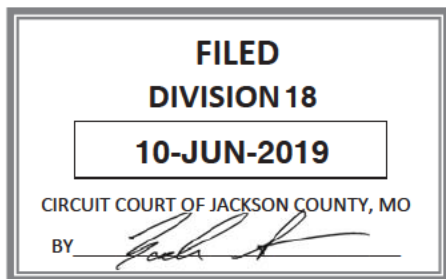 FILED
DIVISION 18
10-JUN-2019
CIRCUIT COURT OF JACKSON COUNTY, MO
BY